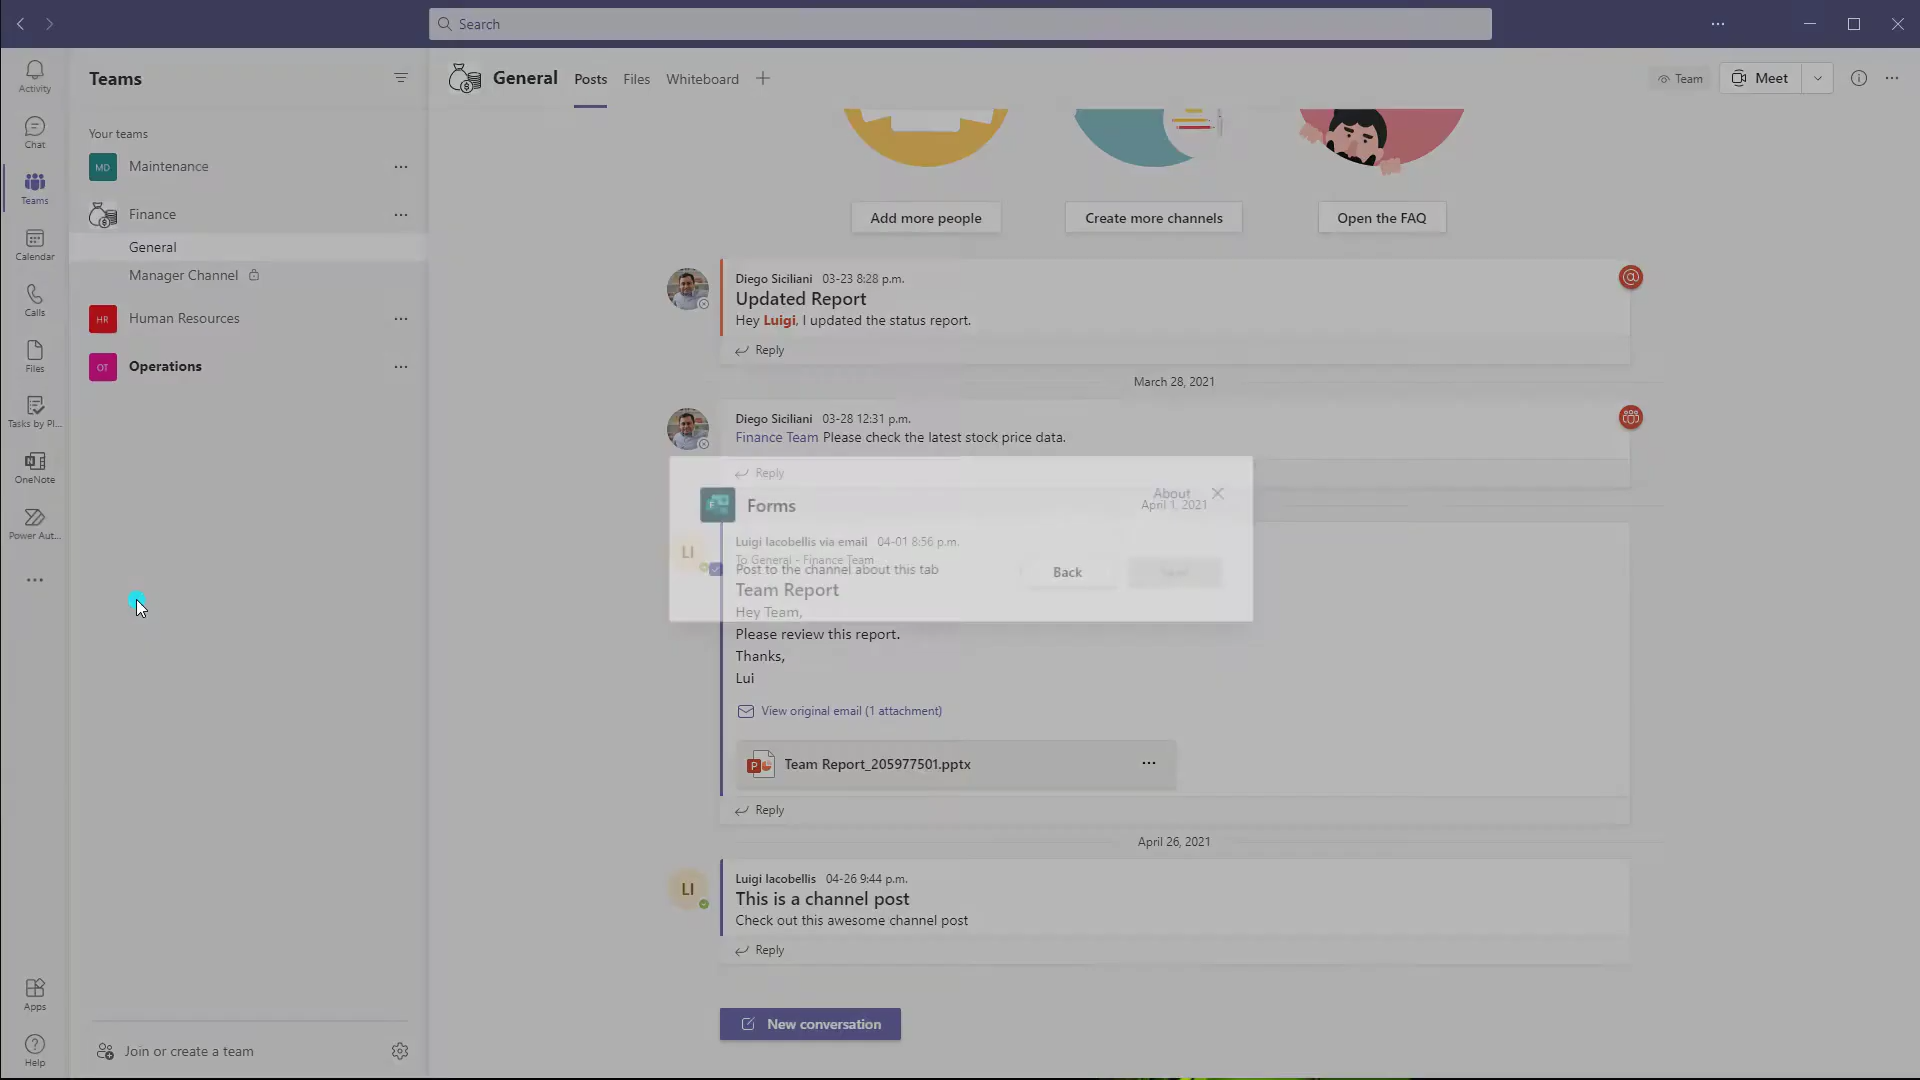 Search
Activity
Chat
Teams
Calendar
Calls
Files
Tasks by Pl...
OneNote
Power Aut...
Apps
Help
Teams
Your teams
MD Maintenance
Finance
General
Manager Channel
HR Human Resources
OT Operations
Join or create a team
General Posts Files Whiteboard
Team Meet
Add more people
Create more channels
Open the FAQ
Diego Siciliani 03-23 8:28 p.m.
Updated Report
Hey Luigi, I updated the status report.
Reply
March 28, 2021
Diego Siciliani 03-28 12:31 p.m.
Finance Team Please check the latest stock price data.
Reply
Forms
About
April 1, 2021
LI
Luigi Iacobellis via email 04-01 8:56 p.m.
To General - Finance Team
Post to the channel about this tab
Back
Team Report
Hey Team,
Please review this report.
Thanks,
Lui
View original email (1 attachment)
Team Report_205977501.pptx
Reply
April 26, 2021
LI
Luigi Iacobellis 04-26 9:44 p.m.
This is a channel post
Check out this awesome channel post
Reply
New conversation